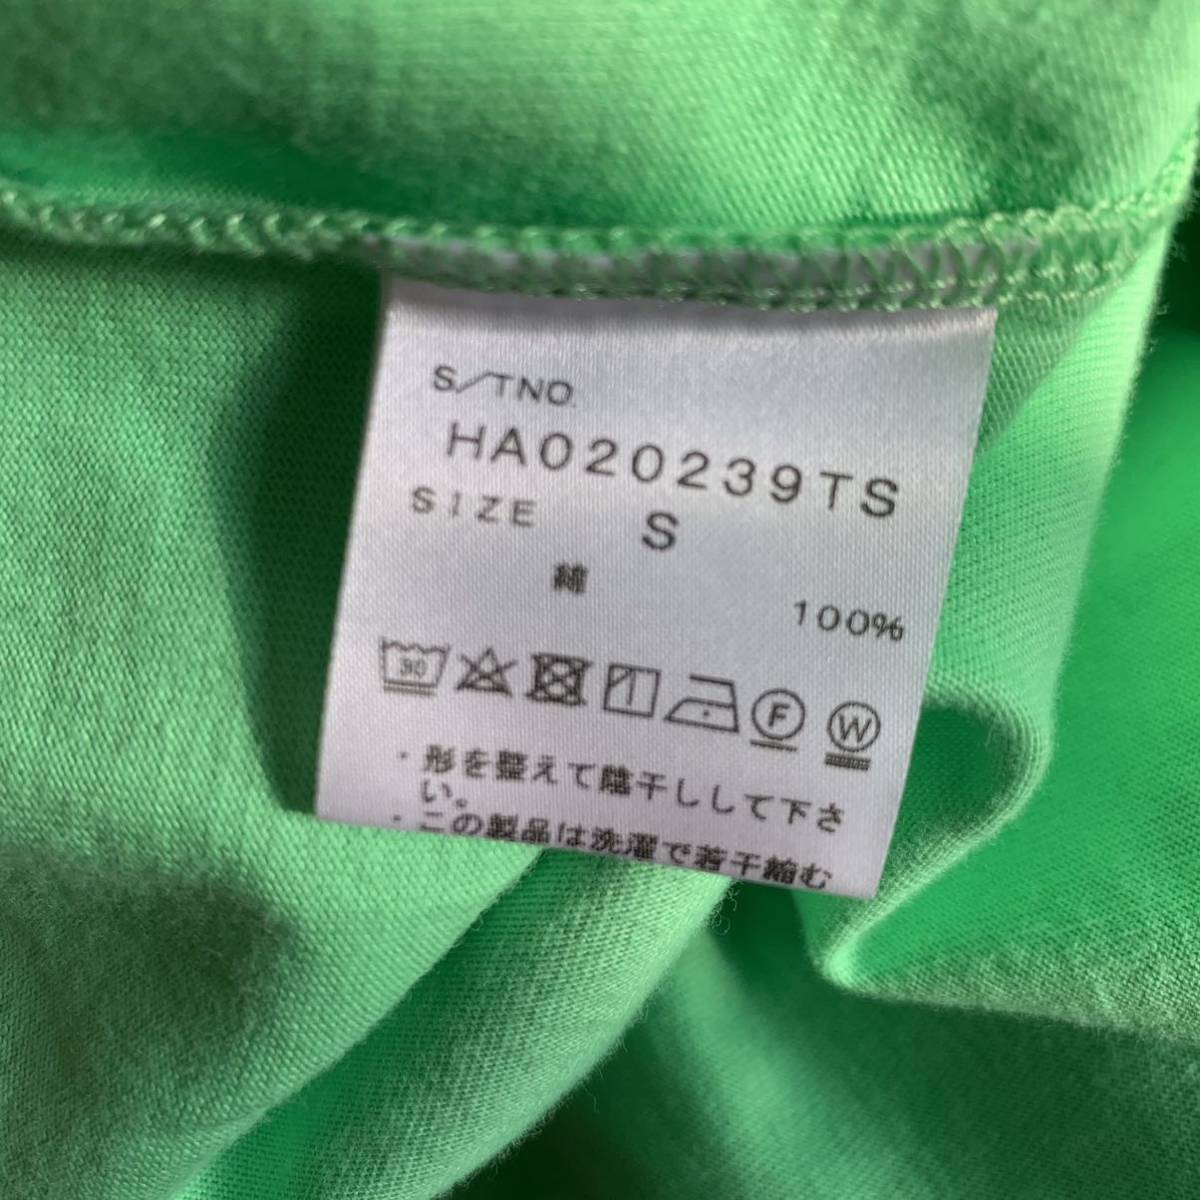 S/TNO.
HA020239TS
SIZE S
綿 100%
30 F W
・形を整えて陰干しして下さ
い。
・この製品は洗濯で若干縮む